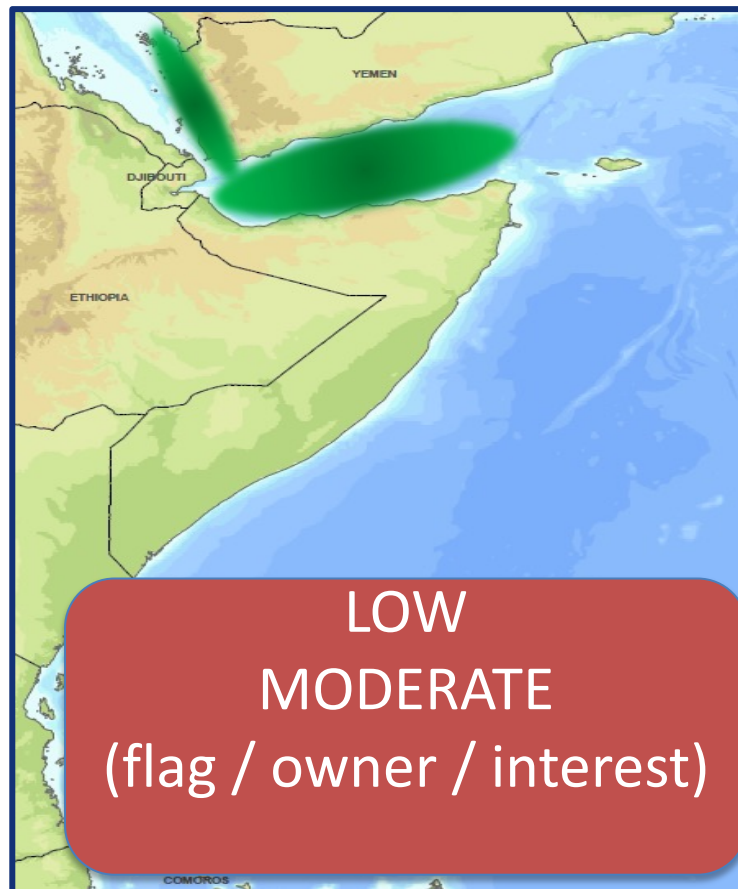 YEMEN
DJIBOUTI
ETHIOPIA
LOW
MODERATE
(flag / owner / interest)
COMOROS